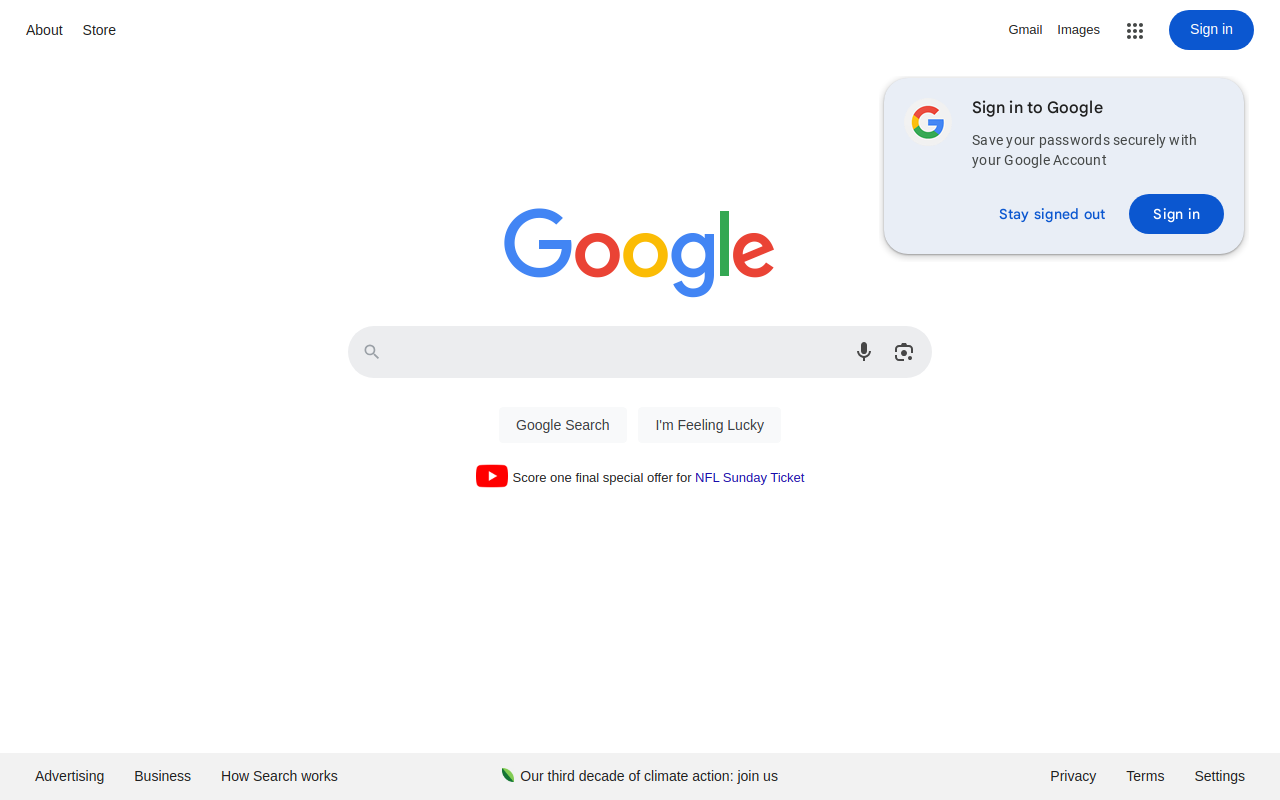 About Store
Gmail Images Sign in
Sign in to Google
Save your passwords securely with
your Google Account
Stay signed out Sign in
Google
Google Search I'm Feeling Lucky
Score one final special offer for NFL Sunday Ticket
Advertising Business How Search works
Our third decade of climate action: join us
Privacy Terms Settings